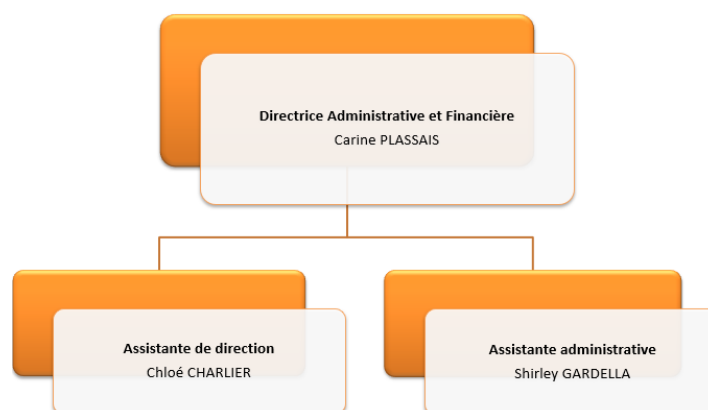 Directrice Administrative et Financière
Carine PLASSAIS
Assistante de direction
Chloé CHARLIER
Assistante administrative
Shirley GARDELLA